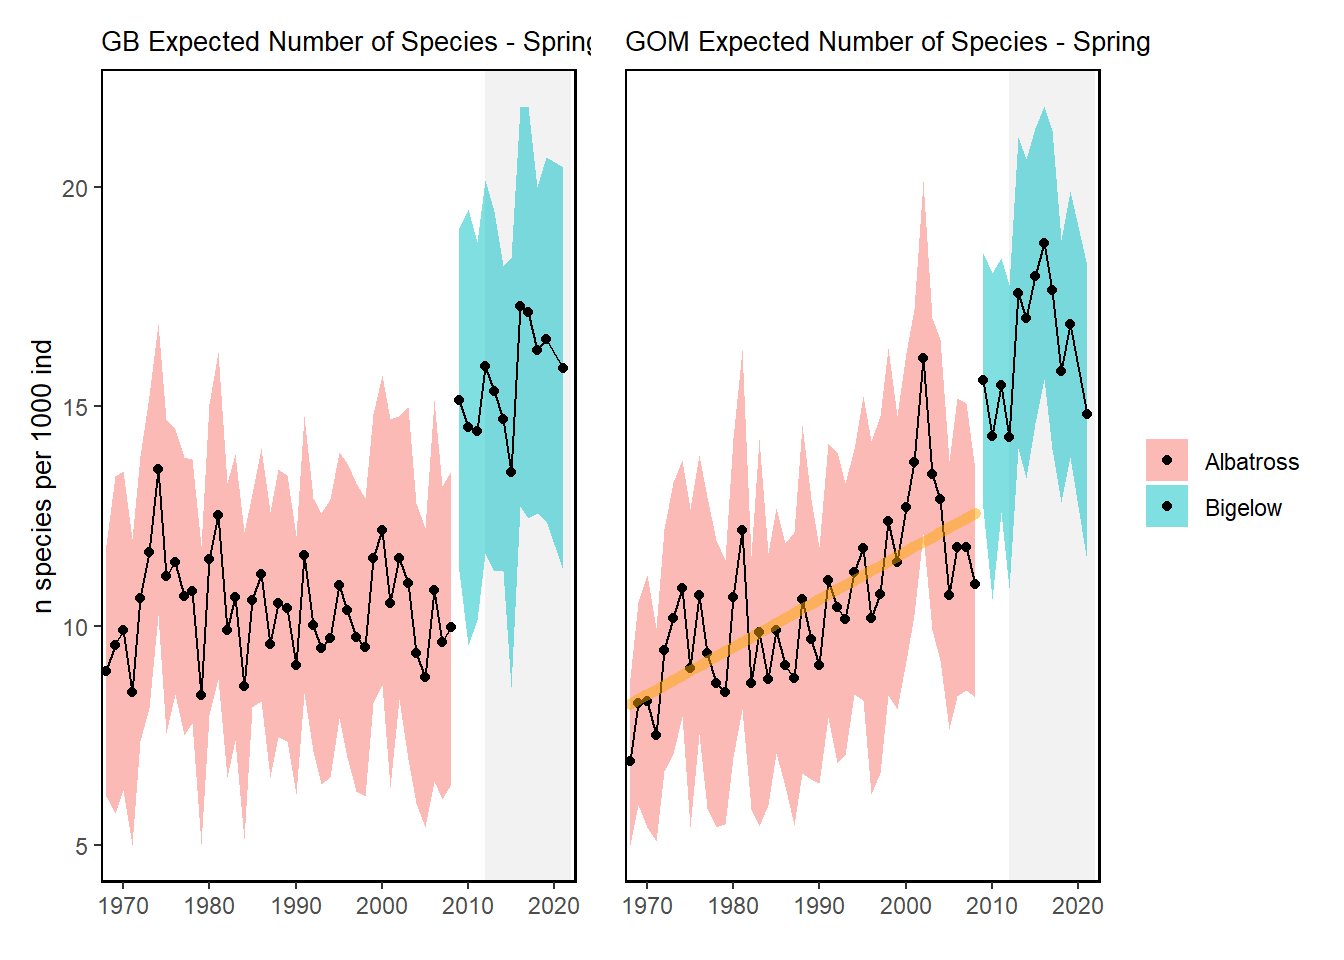 GB Expected Number of Species - Spring
GOM Expected Number of Species - Spring
n species per 1000 ind
20
15
10
5
1970 1980 1990 2000 2010 2020
1970 1980 1990 2000 2010 2020
Albatross
Bigelow